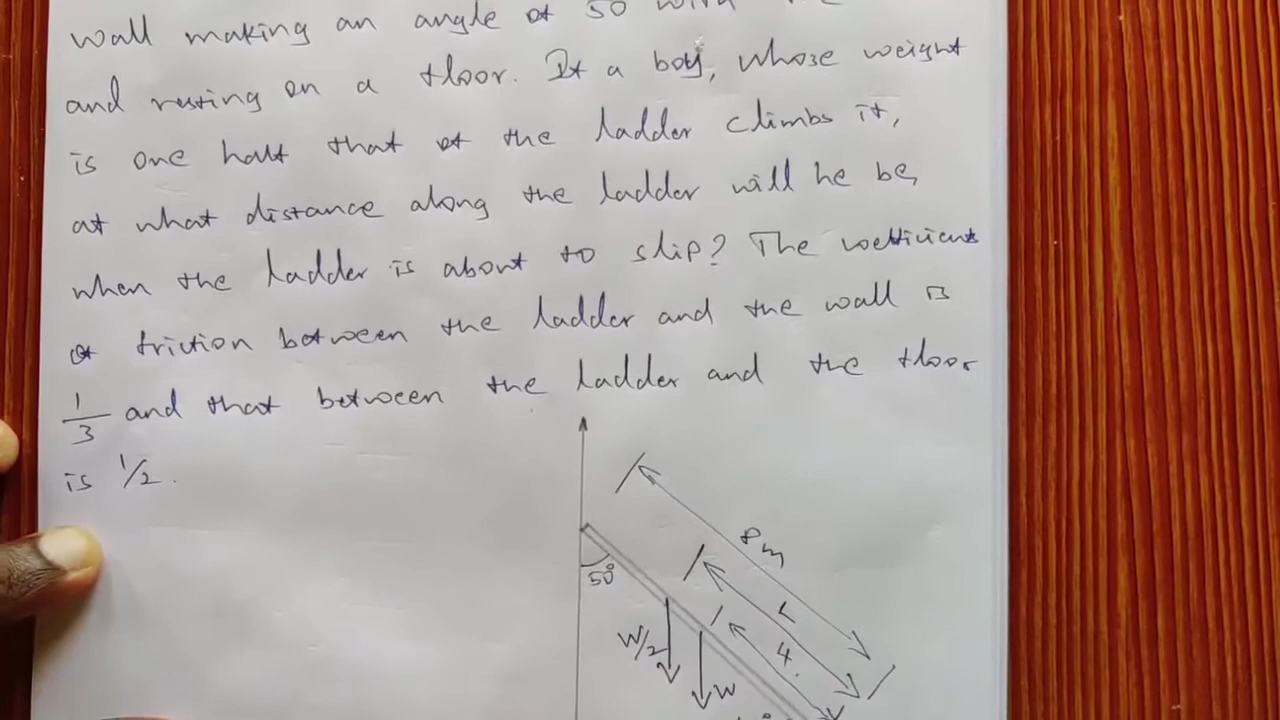 wall making an angle of 50 with
and resting on a floor. If a boy, whose weight
is one half that of the ladder climbs it,
at what distance along the ladder will he be,
when the ladder is about to slip? The coefficient
of friction between the ladder and the wall is
1/3 and that between the ladder and the floor
is 1/2.
8m
50°
L
4
W/2
W